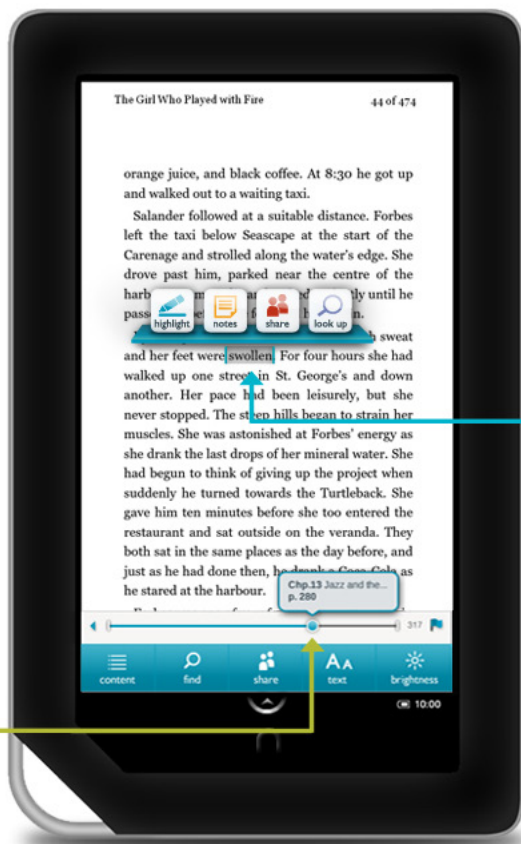 The Girl Who Played with Fire 44 of 474
orange juice, and black coffee. At 8:30 he got up
and walked out to a waiting taxi.
Salander followed at a suitable distance. Forbes
left the taxi below Seascape at the start of the
Carenage and strolled along the water's edge. She
drove past him, parked near the centre of the
until he
highlight notes share look up
sweat
and her feet were swollen. For four hours she had
walked up one street in St. George's and down
another. Her pace had been leisurely, but she
never stopped. The steep hills began to strain her
muscles. She was astonished at Forbes' energy as
she drank the last drops of her mineral water. She
had begun to think of giving up the project when
suddenly he turned towards the Turtleback. She
gave him ten minutes before she too entered the
restaurant and sat outside on the veranda. They
both sat in the same places as the day before, and
just as he had done then, he drank a Coca-Cola as
he stared at the harbour.
Chp.13 Jazz and the...
p. 280
317
content find share AA text brightness
10:00